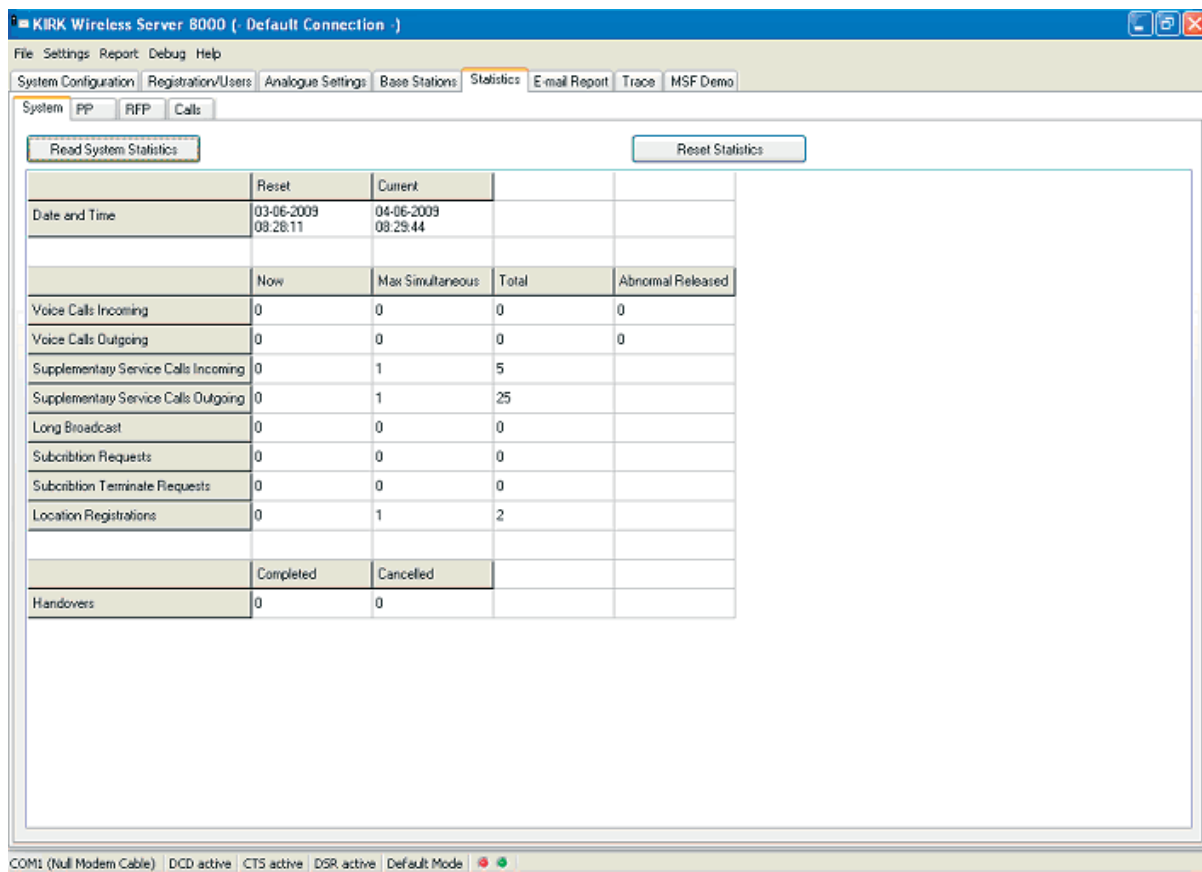 KIRK Wireless Server 8000 (- Default Connection -)
File Settings Report Debug Help
System Configuration Registration/Users Analogue Settings Base Stations Statistics E-mail Report Trace MSF Demo
System PP RFP Calls
Read System Statistics Reset Statistics
Reset Current
Date and Time 03-06-2009 08:28:11 04-06-2009 08:29:44
Now Max Simultaneous Total Abnormal Released
Voice Calls Incoming 0 0 0 0
Voice Calls Outgoing 0 0 0 0
Supplementary Service Calls Incoming 0 1 5
Supplementary Service Calls Outgoing 0 1 25
Long Broadcast 0 0 0
Subcribtion Requests 0 0 0
Subcribtion Terminate Requests 0 0 0
Location Registrations 0 1 2
Completed Cancelled
Handovers 0 0
COM1 (Null Modem Cable) DCD active CTS active DSR active Default Mode